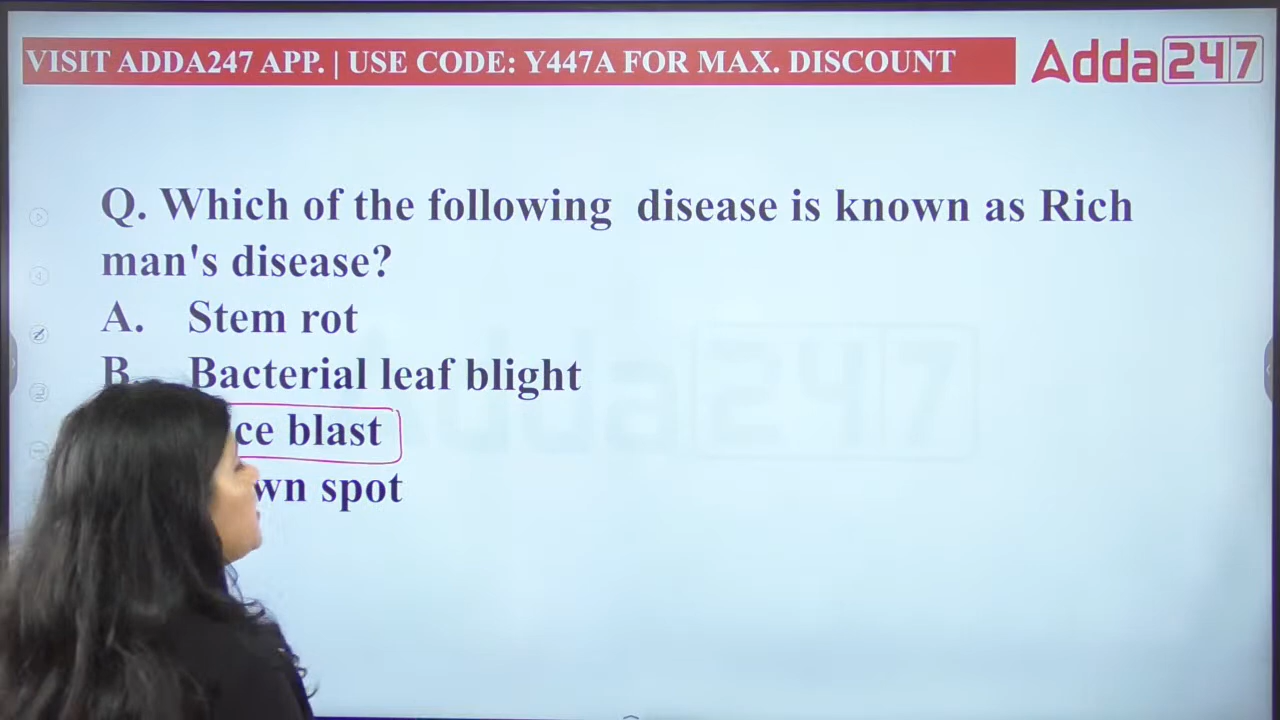 VISIT ADDA247 APP. | USE CODE: Y447A FOR MAX. DISCOUNT
Adda247
Q. Which of the following disease is known as Rich
man's disease?
A. Stem rot
B. Bacterial leaf blight
ce blast
wn spot